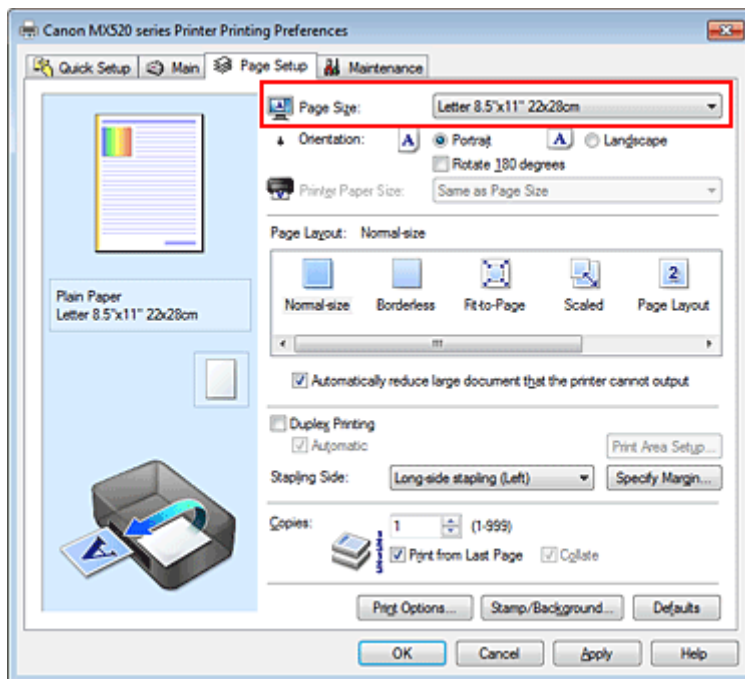 Canon MX520 series Printer Printing Preferences
Quick Setup Main Page Setup Maintenance
Page Size: Letter 8.5"x11" 22x28cm
Orientation: A Portrait A Landscape
Rotate 180 degrees
Printer Paper Size: Same as Page Size
Page Layout: Normal-size
2
Normal-size Borderless Fit-to-Page Scaled Page Layout
Plain Paper
Letter 8.5"x11" 22x28cm
Automatically reduce large document that the printer cannot output
Duplex Printing
Automatic Print Area Setup...
Stapling Side: Long-side stapling (Left) Specify Margin...
Copies: 1 (1-999)
Print from Last Page Collate
A
Print Options... Stamp/Background... Defaults
OK Cancel Apply Help